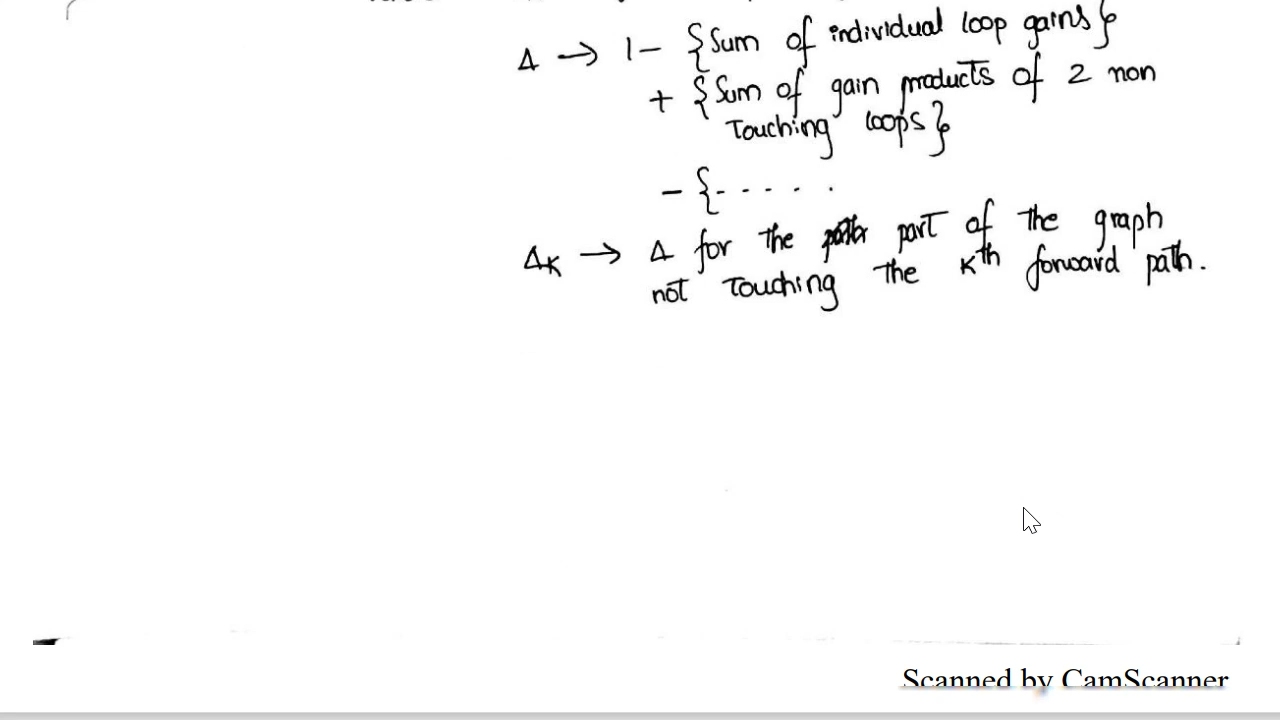 Δ → 1 - {Sum of individual loop gains}
+ {Sum of gain products of 2 non
Touching loops}
- {- - - - - .
ΔK → Δ for the part of the graph
not Touching the Kth forward path.
Scanned by CamScanner